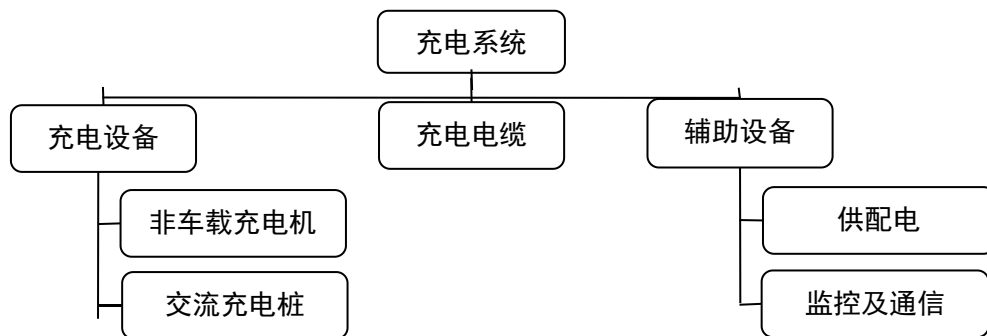 充电系统
充电设备
充电电缆
辅助设备
非车载充电机
供配电
交流充电桩
监控及通信